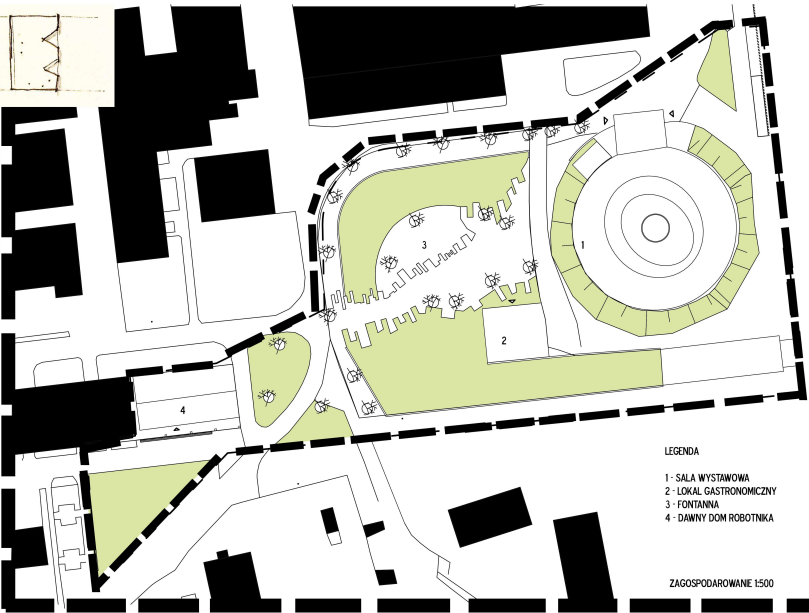 3
1
2
4
LEGENDA
1 - SALA WYSTAWOWA
2 - LOKAL GASTRONOMICZNY
3 - FONTANNA
4 - DAWNY DOM ROBOTNIKA
ZAGOSPODAROWANIE 1:500